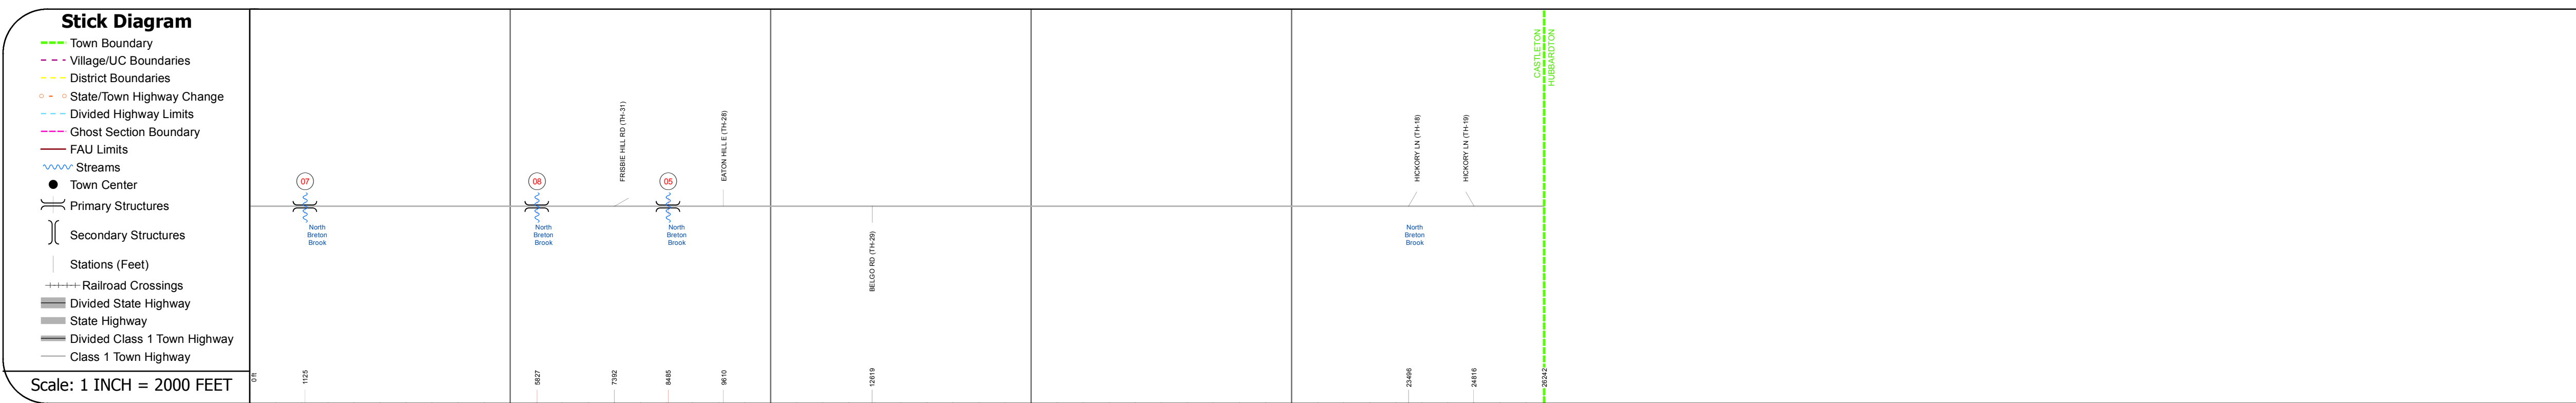 Stick Diagram
Town Boundary
Village/UC Boundaries
District Boundaries
State/Town Highway Change
Divided Highway Limits
Ghost Section Boundary
FAU Limits
Streams
Town Center
Primary Structures
Secondary Structures
Stations (Feet)
Railroad Crossings
Divided State Highway
State Highway
Divided Class 1 Town Highway
Class 1 Town Highway
Scale: 1 INCH = 2000 FEET
CASTLETON
HUBBARDTON
FRISBIE HILL RD (TH-31)
EATON HILL E (TH-28)
HICKORY LN (TH-18)
HICKORY LN (TH-19)
07
08
05
North
Breton
Brook
North
Breton
Brook
North
Breton
Brook
BELGO RD (TH-29)
North
Breton
Brook
0 ft
1125
5827
7392
8485
9610
12619
23496
24816
26242